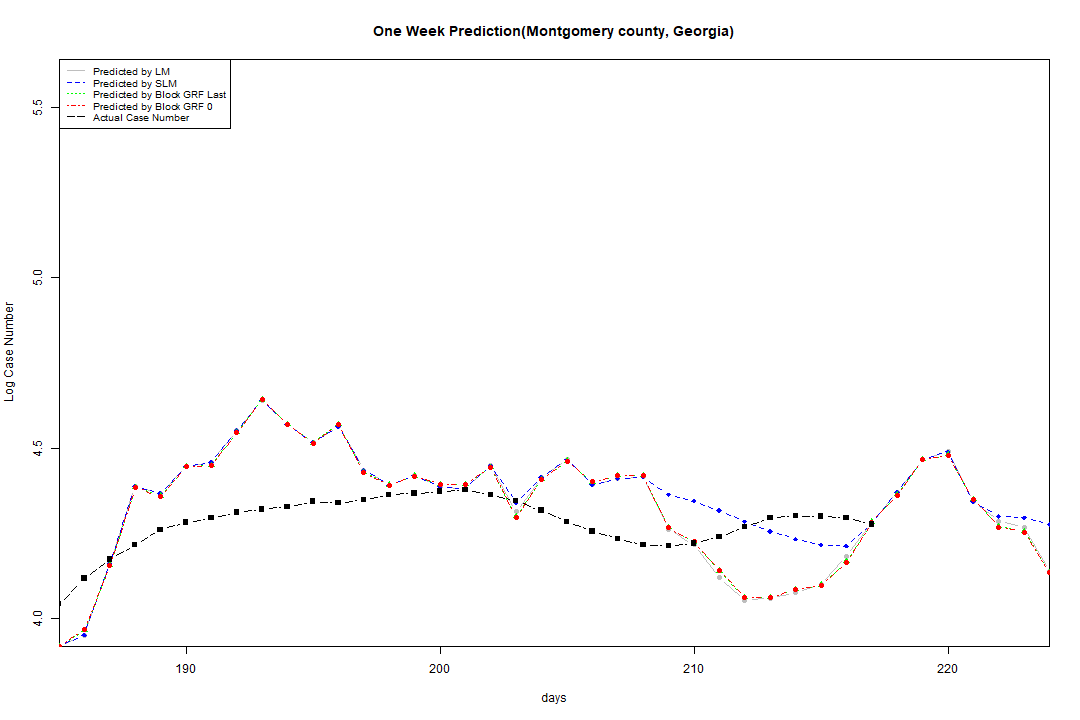 One Week Prediction(Montgomery county, Georgia)
Predicted by LM
Predicted by SLM
Predicted by Block GRF Last
Predicted by Block GRF 0
Actual Case Number
5.5
5.0
4.5
4.0
Log Case Number
190 200 210 220
days